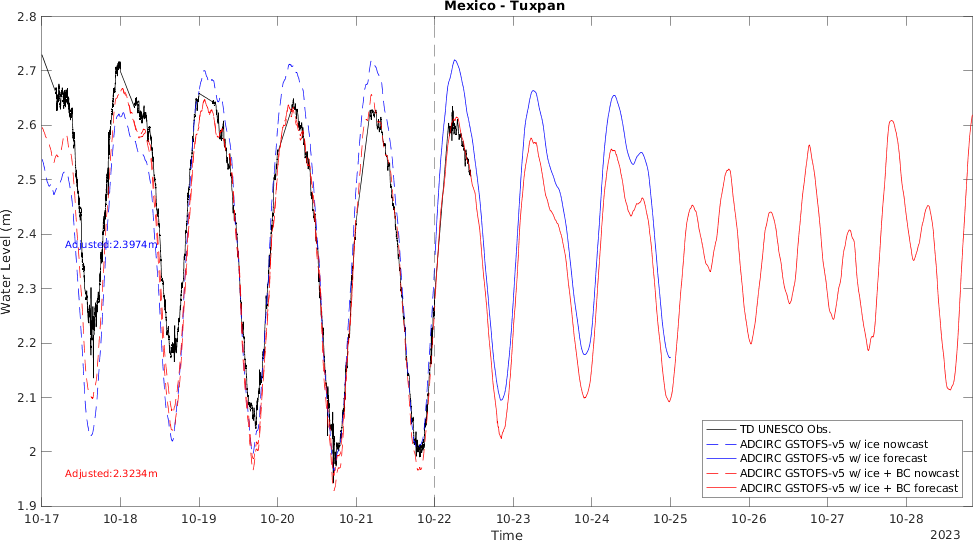 Mexico - Tuxpan
2.8
2.7
2.6
2.5
2.4
2.3
2.2
2.1
2
1.9
Water Level (m)
Adjusted:2.3974m
Adjusted:2.3234m
TD UNESCO Obs.
ADCIRC GSTOFS-v5 w/ ice nowcast
ADCIRC GSTOFS-v5 w/ ice forecast
ADCIRC GSTOFS-v5 w/ ice + BC nowcast
ADCIRC GSTOFS-v5 w/ ice + BC forecast
10-17 10-18 10-19 10-20 10-21 10-22 10-23 10-24 10-25 10-26 10-27 10-28
Time
2023